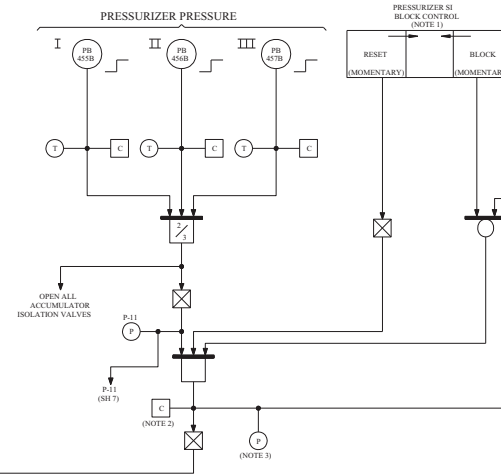 PRESSURIZER PRESSURE
PRESSURIZER SI
BLOCK CONTROL
(NOTE 1)
I
PB
455B
II
PB
456B
III
PB
457B
RESET
(MOMENTARY)
BLOCK
(MOMENTAR
T
C
T
C
T
C
2/3
OPEN ALL
ACCUMULATOR
ISOLATION VALVES
P-11
P
P-11
(SH 7)
C
(NOTE 2)
P
(NOTE 3)